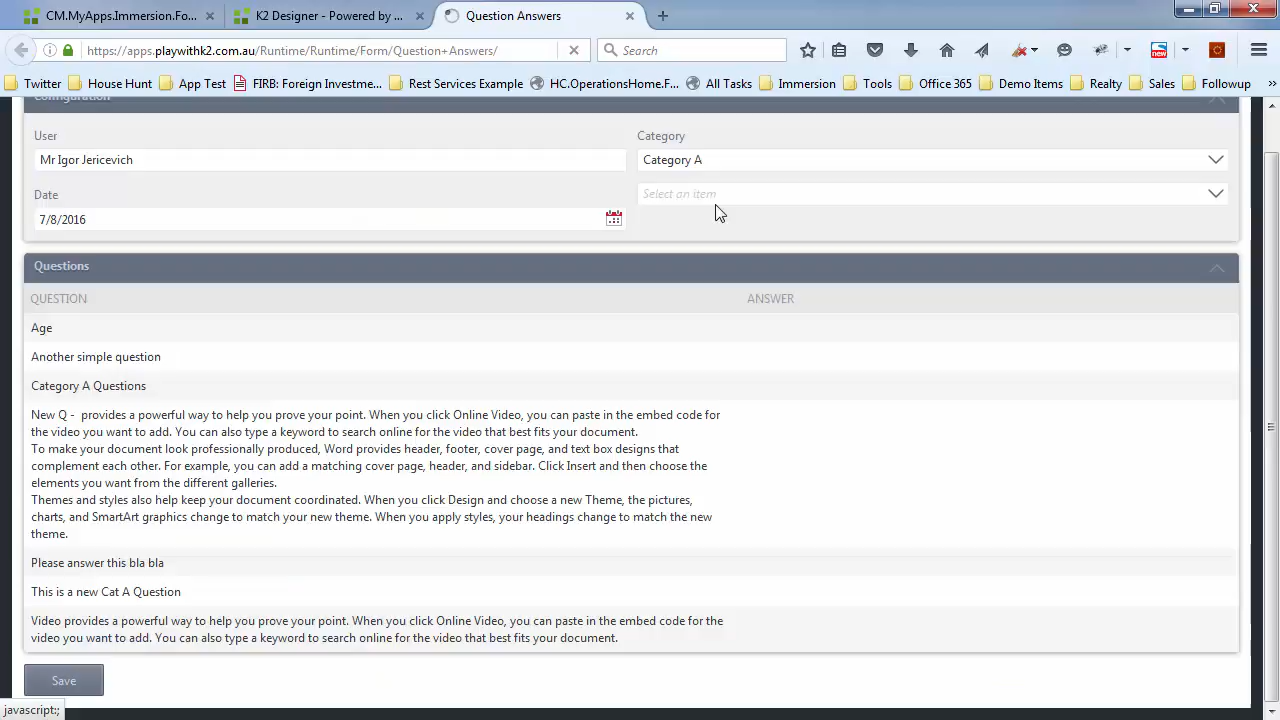 CM.MyApps.Immersion.Fo...
K2 Designer - Powered by ...
Question Answers
https://apps.playwithk2.com.au/Runtime/Runtime/Form/Question+Answers/
Search
new
Twitter
House Hunt
App Test
FIRB: Foreign Investme...
Rest Services Example
HC.OperationsHome.F...
All Tasks
Immersion
Tools
Office 365
Demo Items
Realty
Sales
Followup
Configuration
User
Category
Mr Igor Jericevich
Category A
Date
Select an item
7/8/2016
Questions
QUESTION
ANSWER
Age
Another simple question
Category A Questions
New Q - provides a powerful way to help you prove your point. When you click Online Video, you can paste in the embed code for
the video you want to add. You can also type a keyword to search online for the video that best fits your document.
To make your document look professionally produced, Word provides header, footer, cover page, and text box designs that
complement each other. For example, you can add a matching cover page, header, and sidebar. Click Insert and then choose the
elements you want from the different galleries.
Themes and styles also help keep your document coordinated. When you click Design and choose a new Theme, the pictures,
charts, and SmartArt graphics change to match your new theme. When you apply styles, your headings change to match the new
theme.
Please answer this bla bla
This is a new Cat A Question
Video provides a powerful way to help you prove your point. When you click Online Video, you can paste in the embed code for the
video you want to add. You can also type a keyword to search online for the video that best fits your document.
Save
javascript:;